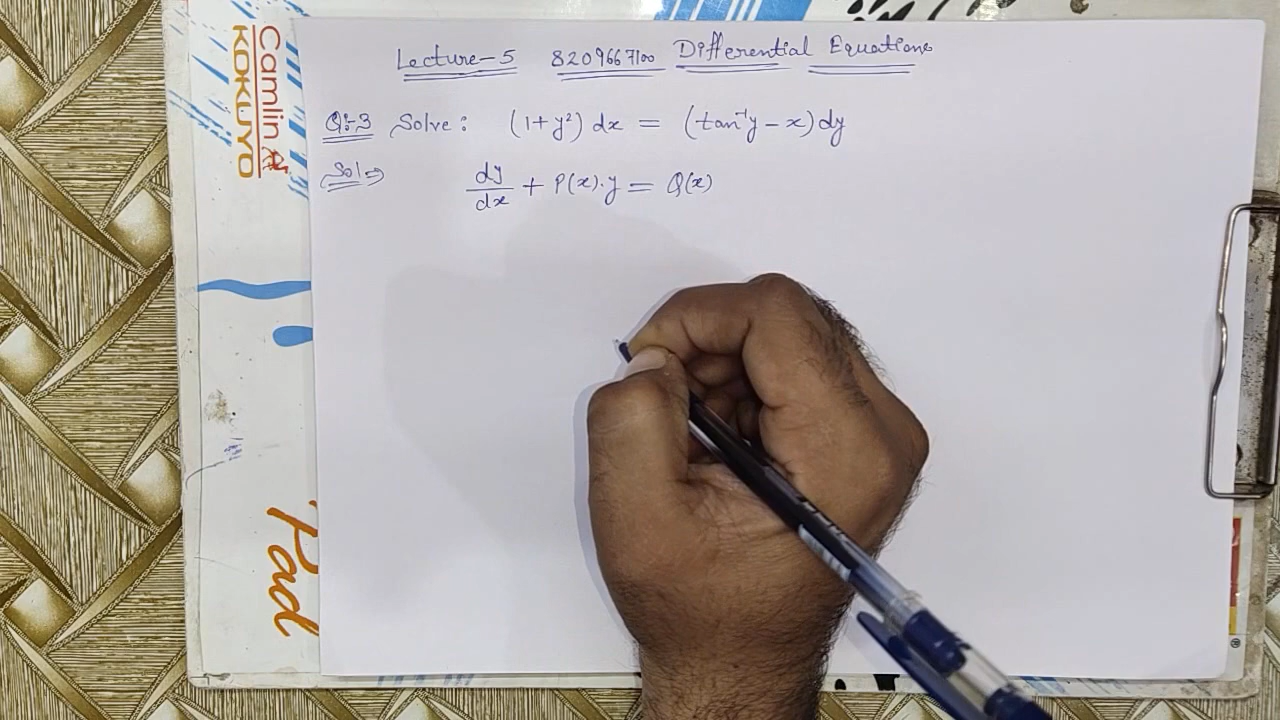 Lecture-5 8209667100 Differential Equations
Q:-3 Solve: (1+y²) dx = (tan⁻¹y - x) dy
Sol⇒ dy/dx + P(x).y = Q(x)
Camlin
KOKUYO
Pad